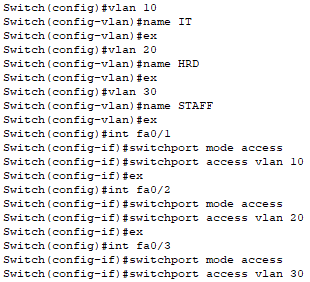 Switch(config)#vlan 10
Switch(config-vlan)#name IT
Switch(config-vlan)#ex
Switch(config)#vlan 20
Switch(config-vlan)#name HRD
Switch(config-vlan)#ex
Switch(config)#vlan 30
Switch(config-vlan)#name STAFF
Switch(config-vlan)#ex
Switch(config)#int fa0/1
Switch(config-if)#switchport mode access
Switch(config-if)#switchport access vlan 10
Switch(config-if)#ex
Switch(config)#int fa0/2
Switch(config-if)#switchport mode access
Switch(config-if)#switchport access vlan 20
Switch(config-if)#ex
Switch(config)#int fa0/3
Switch(config-if)#switchport mode access
Switch(config-if)#switchport access vlan 30